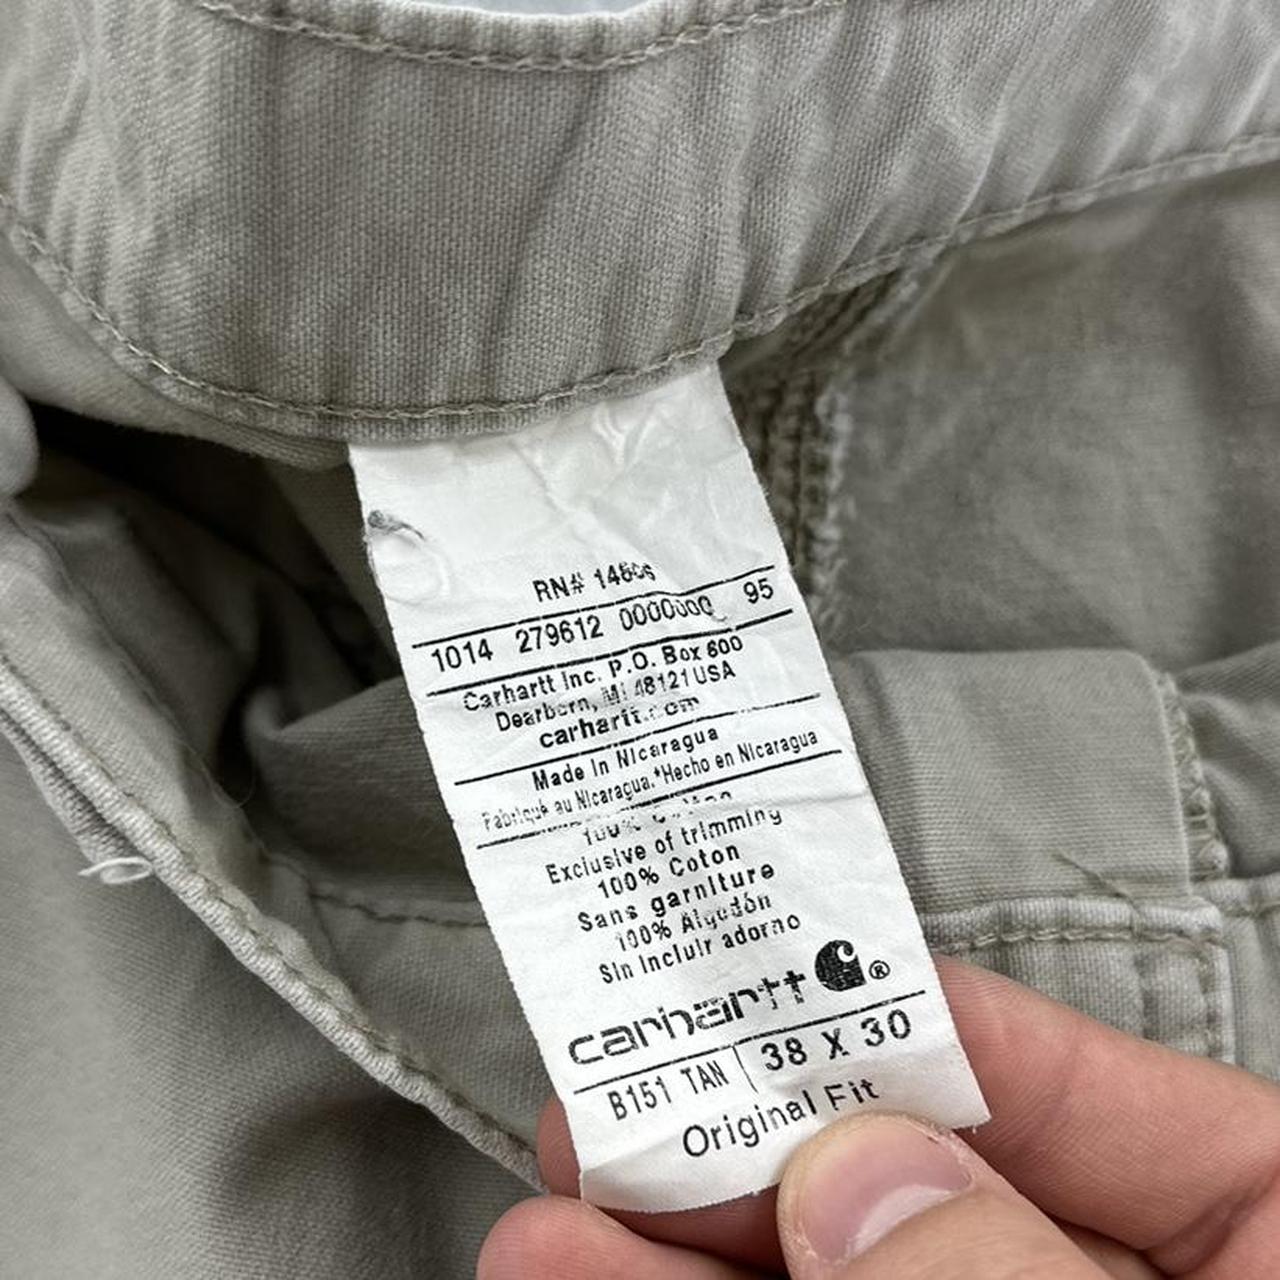 RN# 14806
1014 279612 0000000 95
Carhartt Inc. P.O. Box 600
Dearborn, MI 48121 USA
carhartt.com
Made in Nicaragua
Fabriqué au Nicaragua.*Hecho en Nicaragua
100% Cotton
Exclusive of trimming
100% Coton
Sans garniture
100% Algodón
Sin incluir adorno
carhartt ®
B151 TAN 38 X 30
Original Fit